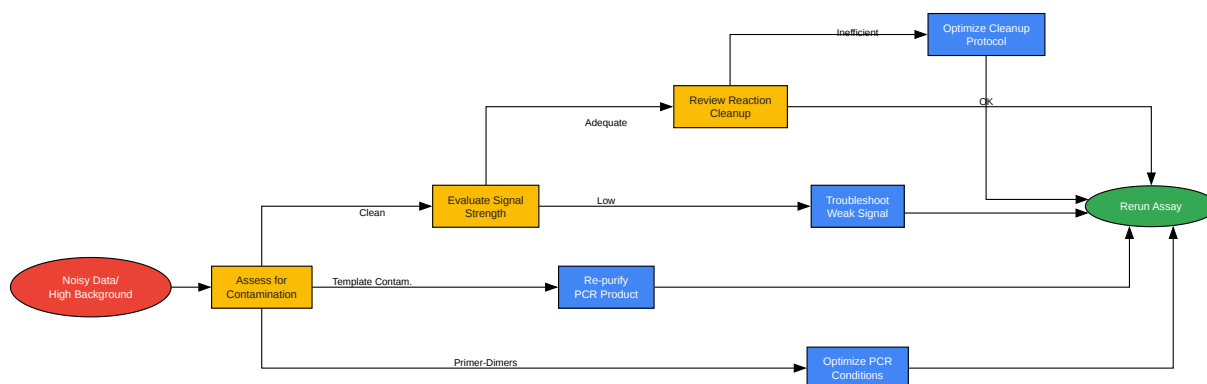 Inefficient
Optimize Cleanup
Protocol
Review Reaction
Cleanup
OK
Adequate
Evaluate Signal
Strength
Low
Troubleshoot
Weak Signal
Rerun Assay
Clean
Noisy Data/
High Background
Assess for
Contamination
Template Contam.
Re-purify
PCR Product
Primer-Dimers
Optimize PCR
Conditions